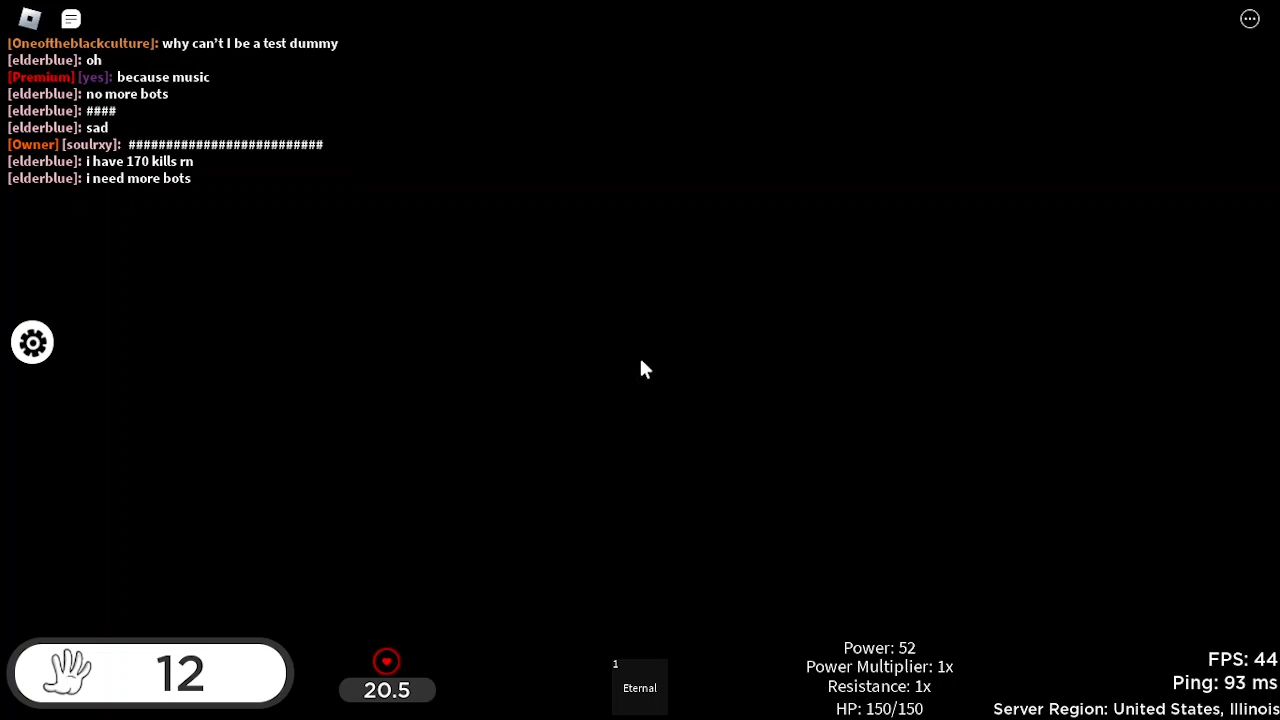 [Oneoftheblackculture]: why can't I be a test dummy
[elderblue]: oh
[Premium] [yes]: because music
[elderblue]: no more bots
[elderblue]: ####
[elderblue]: sad
[Owner] [soulrxy]: ##########################
[elderblue]: i have 170 kills rn
[elderblue]: i need more bots
12
20.5
1
Eternal
Power: 52
Power Multiplier: 1x
Resistance: 1x
HP: 150/150
FPS: 44
Ping: 93 ms
Server Region: United States, Illinois